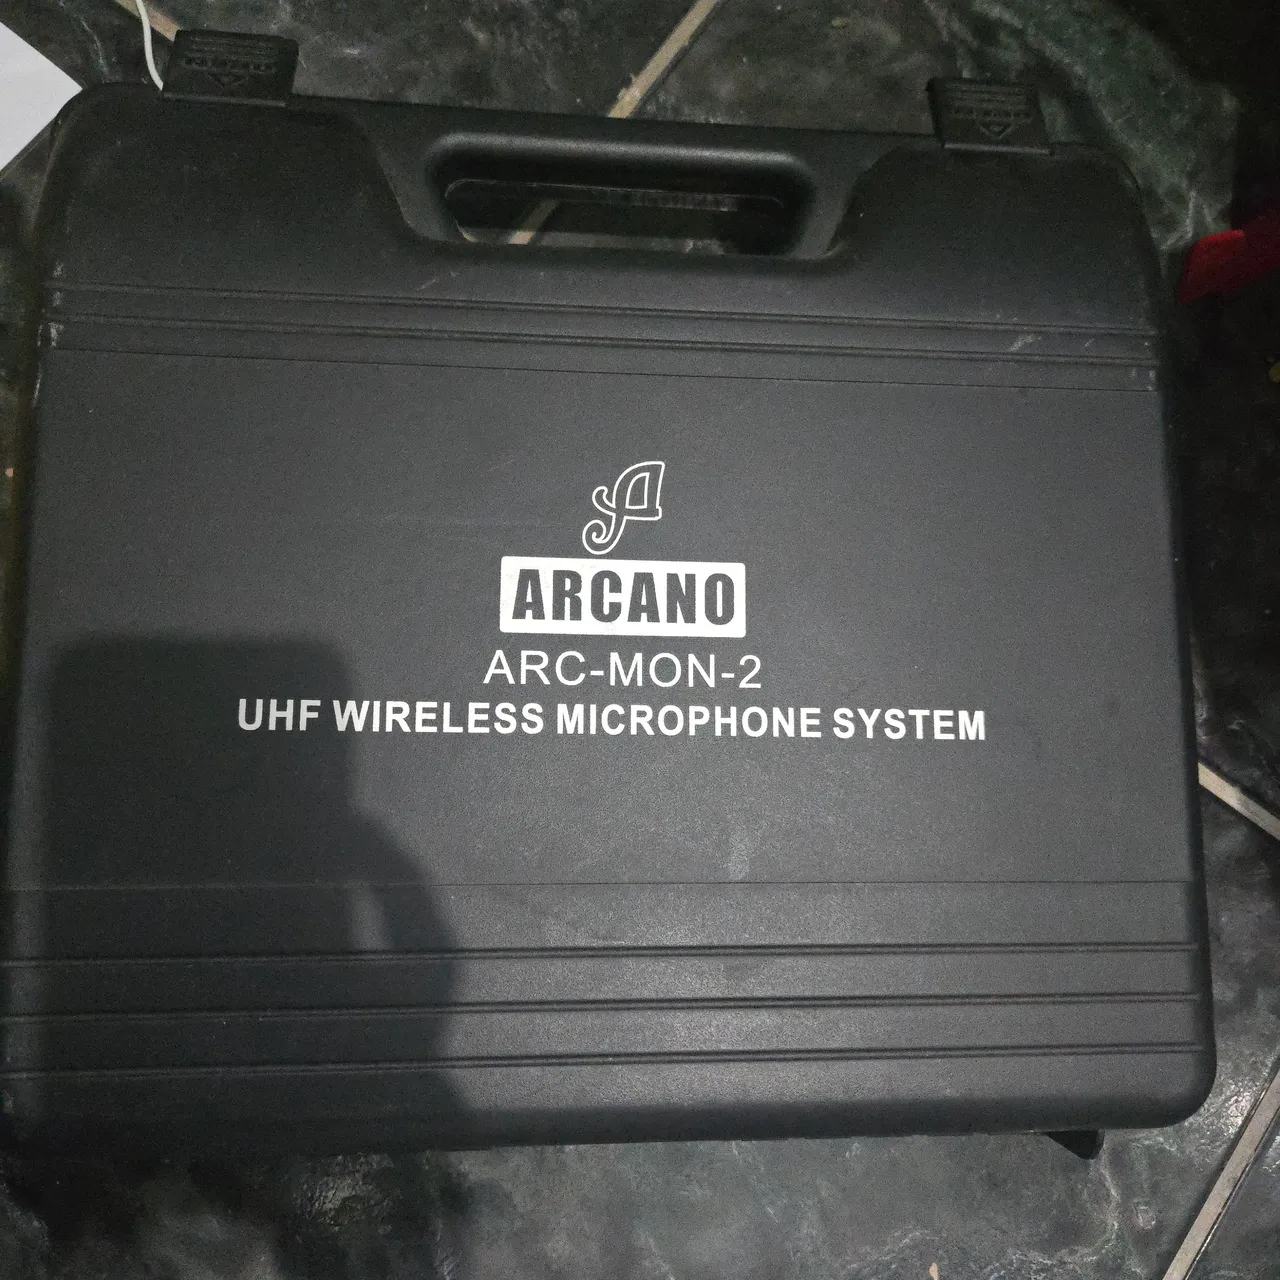 ARCANO
ARC-MON-2
UHF WIRELESS MICROPHONE SYSTEM